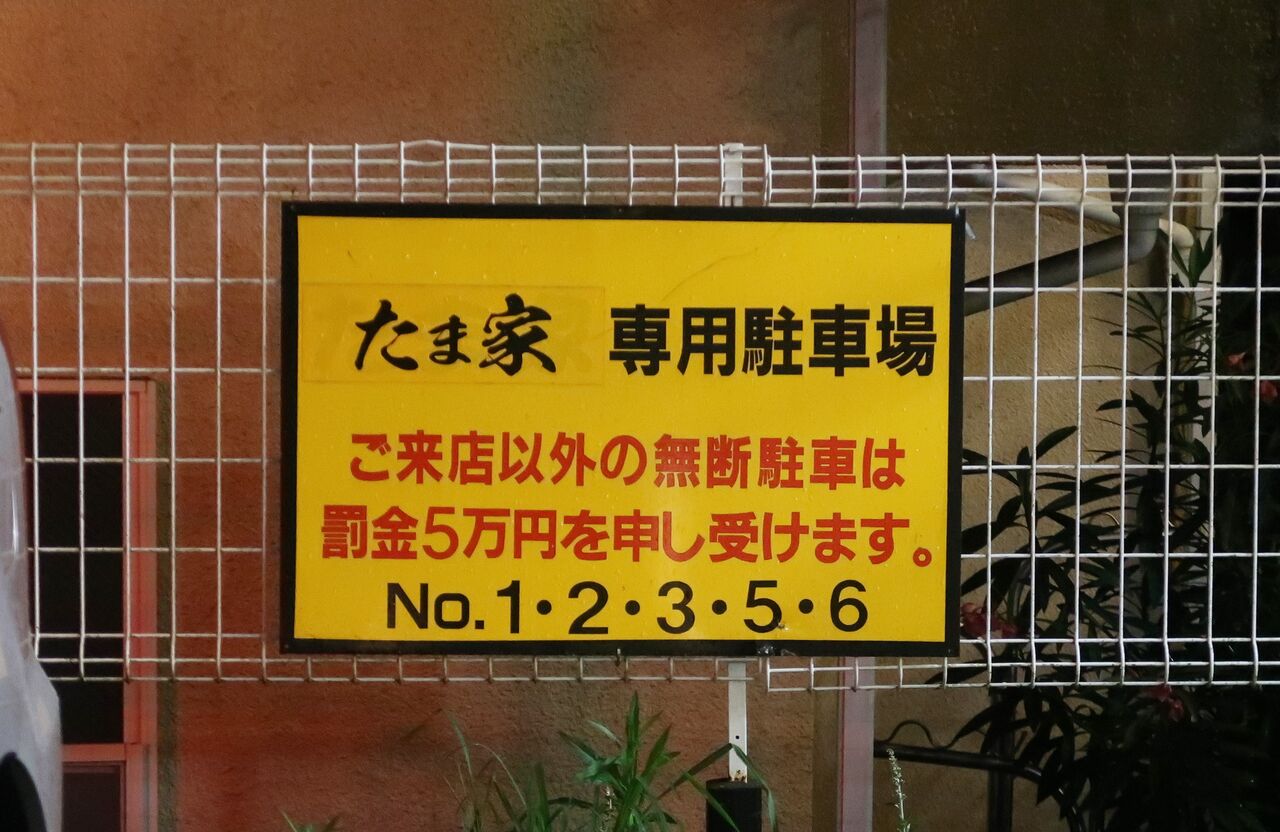 たま家 専用駐車場
ご来店以外の無断駐車は
罰金5万円を申し受けます。
No.1・2・3・5・6